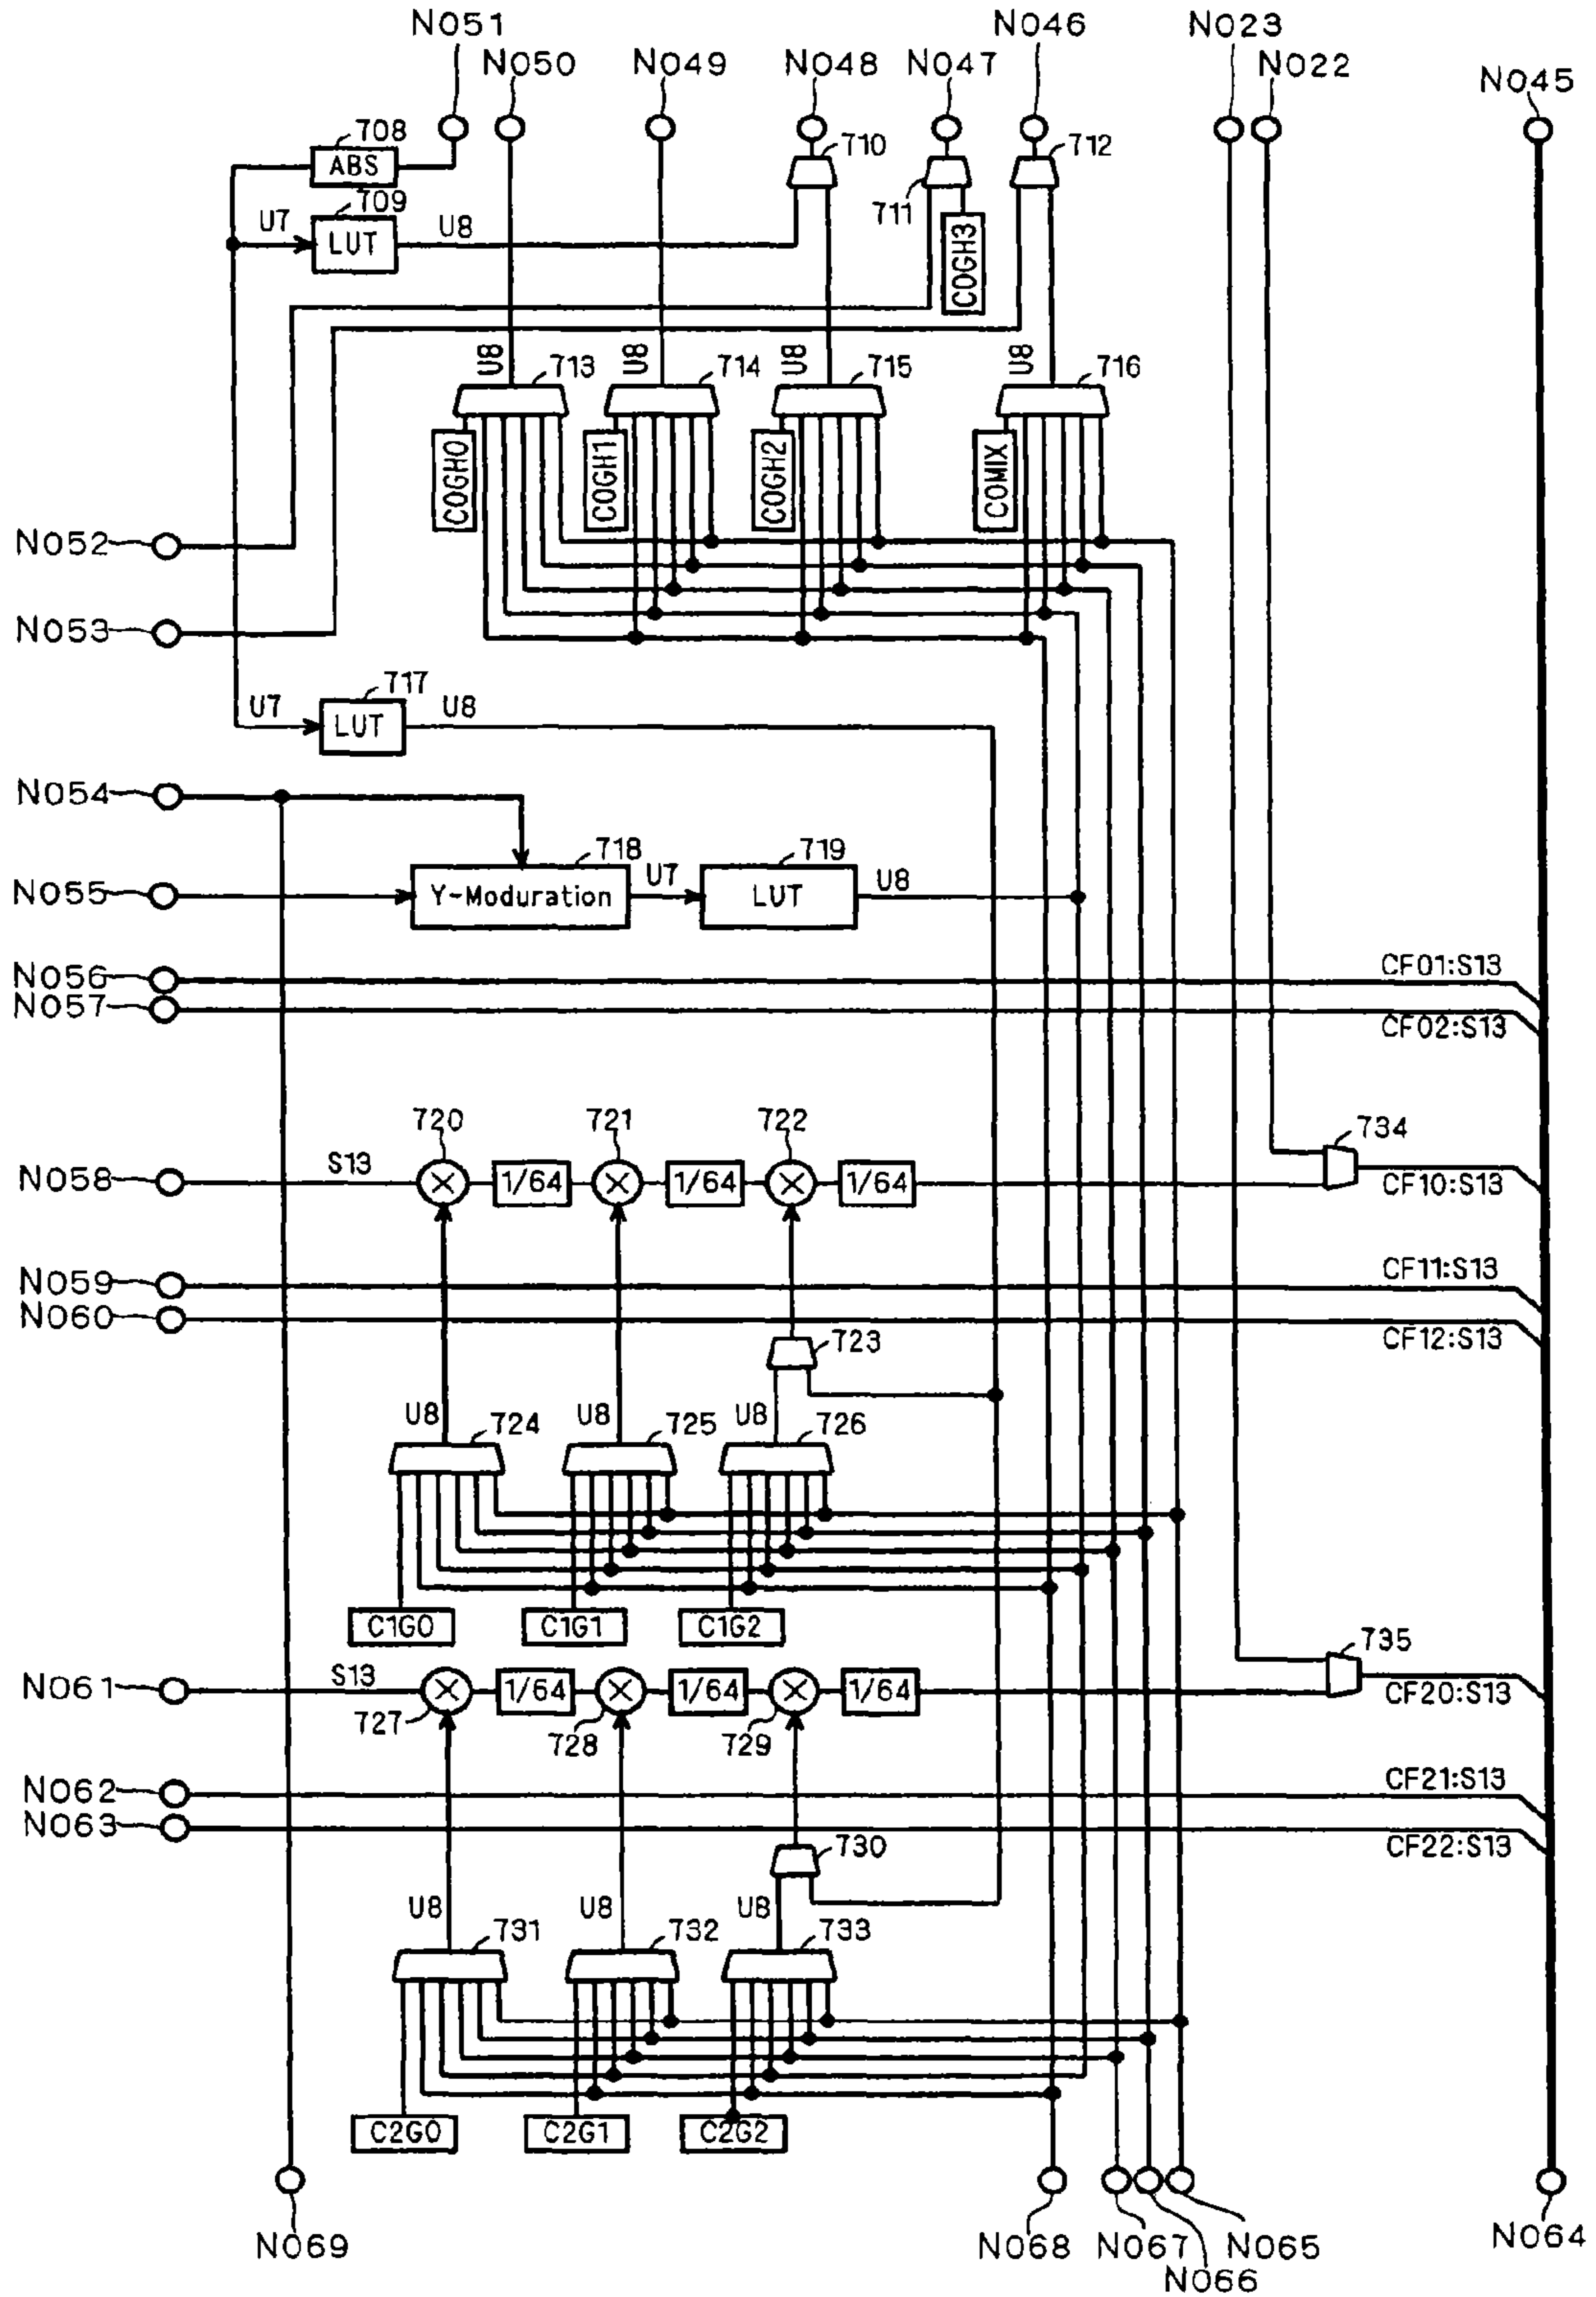 N051 N046 N023
N050 N049 N048 N047 N022
N045
708
ABS
710 712
709
U7 LUT U8
711
C0GH3
U8 713 U8 714 U8 715 U8 716
C0GH0 C0GH1 C0GH2 C0MIX
N052
N053
717
U7 LUT U8
N054
718 719
N055 Y-Moduration U7 LUT U8
N056 CF01:S13
N057 CF02:S13
720 721 722 734
N058 S13 × 1/64 × 1/64 × 1/64 CF10:S13
N059 CF11:S13
N060 CF12:S13
723
U8 724 U8 725 U8 726
C1G0 C1G1 C1G2
735
N061 S13 × 1/64 × 1/64 × 1/64 CF20:S13
727 728 729
N062 CF21:S13
N063 CF22:S13
730
U8 731 U8 732 U8 733
C2G0 C2G1 C2G2
N069 N068 N067 N065 N064
N066